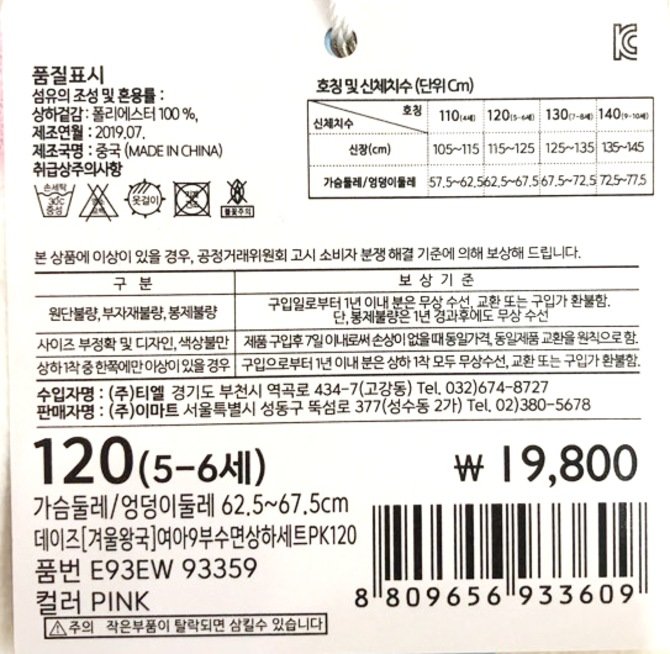 품질표시
섬유의 조성 및 혼용률 :
상하겉감 : 폴리에스터 100 %,
제조연월 : 2019.07.
제조국명 : 중국 (MADE IN CHINA)
취급상주의사항
손세탁 30℃ 중성 염소표백 옷걸이 불꽃주의
호칭 및 신체치수 (단위 Cm)
신체치수 호칭 110(4세) 120(5-6세) 130(7-8세) 140(9-10세)
신장(cm) 105~115 115~125 125~135 135~145
가슴둘레/엉덩이둘레 57.5~62.5 62.5~67.5 67.5~72.5 72.5~77.5
본 상품에 이상이 있을 경우, 공정거래위원회 고시 소비자 분쟁 해결 기준에 의해 보상해 드립니다.
구 분 보 상 기 준
원단불량, 부자재불량, 봉제불량 구입일로부터 1년 이내 분은 무상 수선, 교환 또는 구입가 환불함.
단, 봉제불량은 1년 경과후에도 무상 수선
사이즈 부정확 및 디자인, 색상불만 제품 구입후 7일 이내로써 손상이 없을 때 동일가격, 동일제품 교환을 원칙으로 함.
상하 1착 중 한쪽에만 이상이 있을 경우 구입으로부터 1년 이내 분은 상하 1착 모두 무상수선, 교환 또는 구입가 환불함.
수입자명 : (주)티엘 경기도 부천시 역곡로 434-7(고강동) Tel. 032)674-8727
판매자명 : (주)이마트 서울특별시 성동구 뚝섬로 377(성수동 2가) Tel. 02)380-5678
120(5-6세) ₩ 19,800
가슴둘레/엉덩이둘레 62.5~67.5cm
데이즈[겨울왕국]여아9부수면상하세트PK120
품번 E93EW 93359
컬러 PINK
8 809656 933609
주의 작은부품이 탈락되면 삼킬수 있습니다